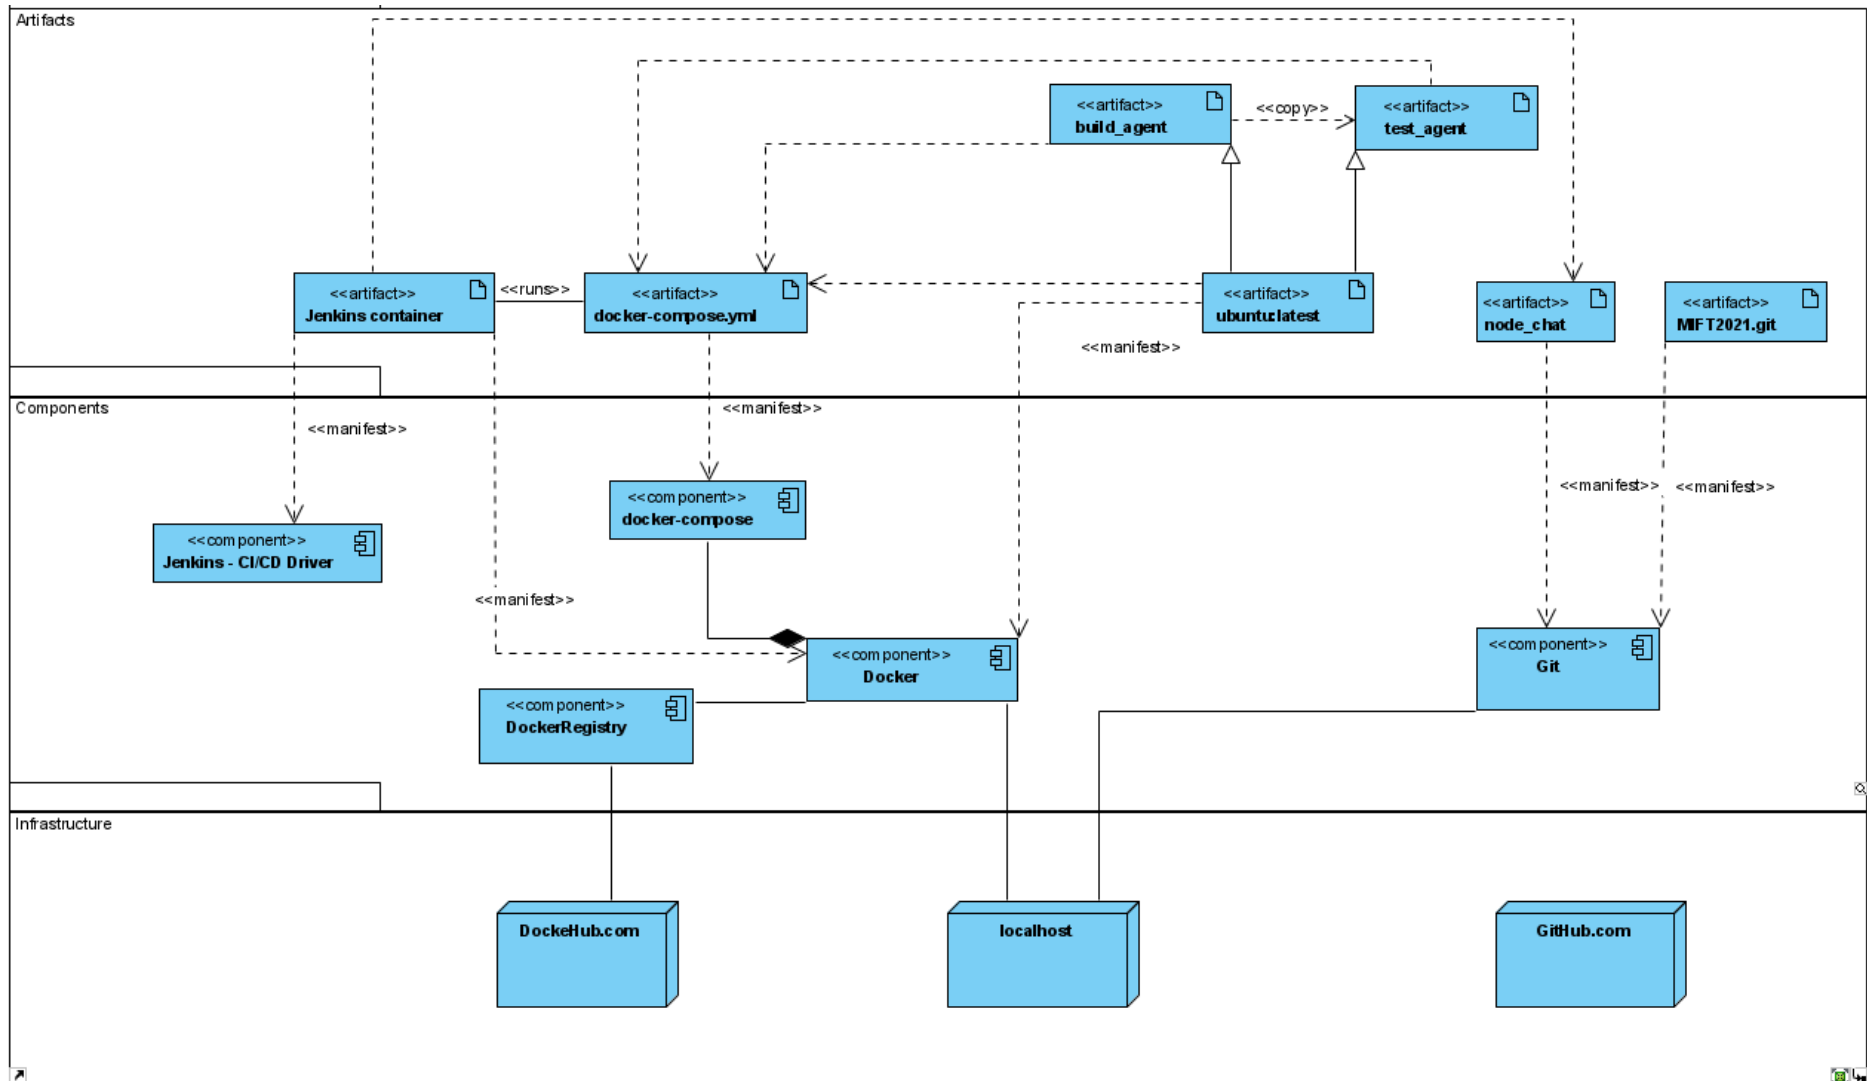 Artifacts
<<artifact>>
build_agent
<<copy>>
<<artifact>>
test_agent
<<artifact>>
Jenkins container
<<runs>>
<<artifact>>
docker-compose.yml
<<artifact>>
ubuntu:latest
<<artifact>>
node_chat
<<artifact>>
MIFT2021.git
<<manifest>>
Components
<<manifest>>
<<manifest>>
<<manifest>>
<<manifest>>
<<component>>
docker-compose
<<component>>
Jenkins - CI/CD Driver
<<manifest>>
<<component>>
Docker
<<component>>
Git
<<component>>
DockerRegistry
Infrastructure
DockeHub.com
localhost
GitHub.com